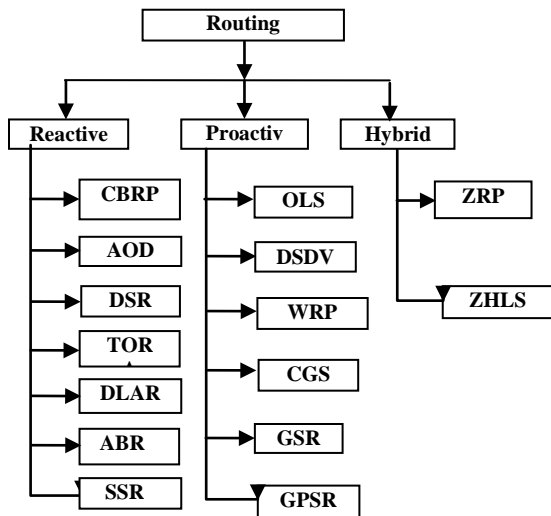 Routing
Reactive
Proactiv
Hybrid
CBRP
AOD
DSR
TOR
DLAR
ABR
SSR
OLS
DSDV
WRP
CGS
GSR
GPSR
ZRP
ZHLS